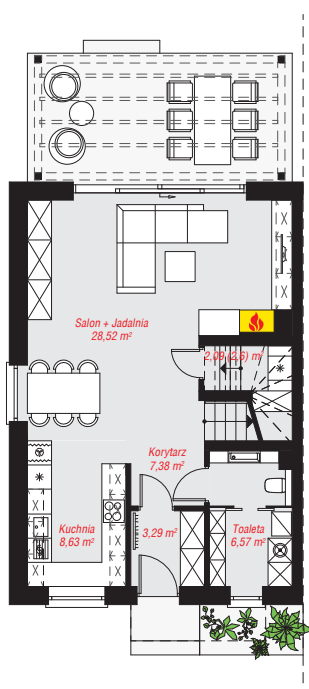 Salon + Jadalnia
28,52 m²
2,09 (2,6) m²
Korytarz
7,38 m²
Kuchnia
8,63 m²
3,29 m²
Toaleta
6,57 m²